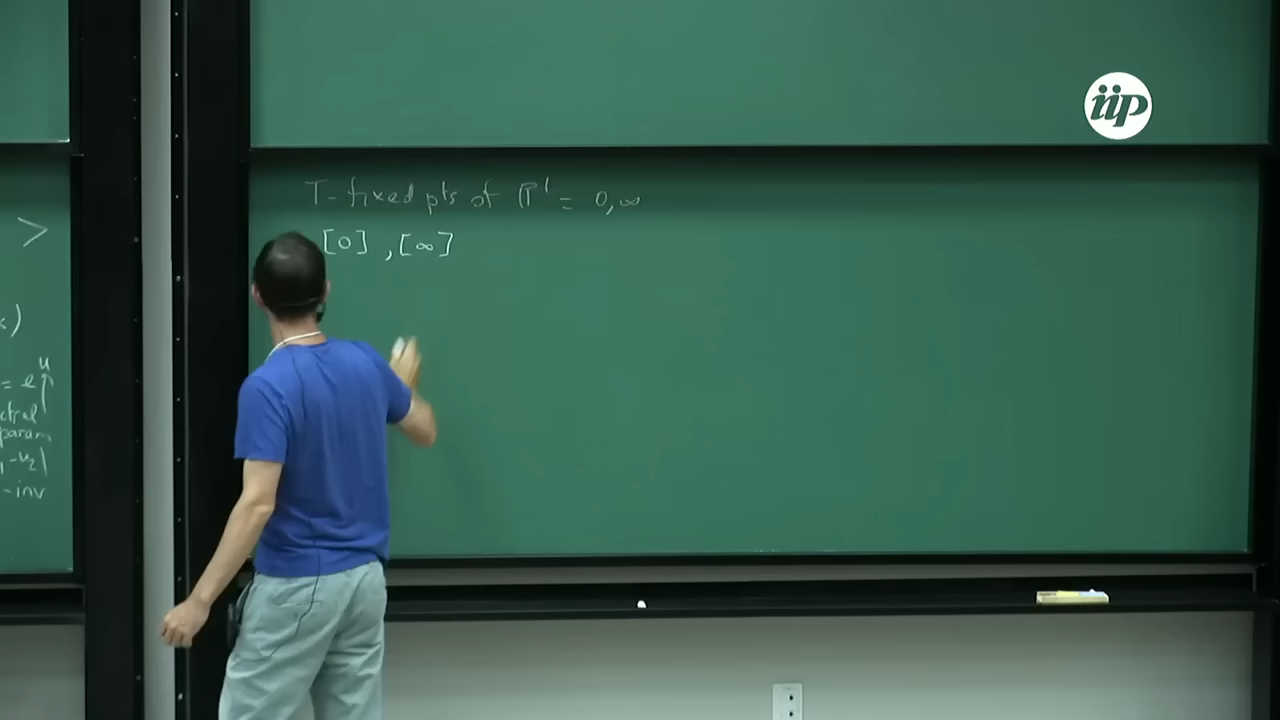 >
)
= e^u
ctral
param
-u₂|
-inv
T-fixed pts of ℙ¹ = 0,∞
[0] , [∞]
iip